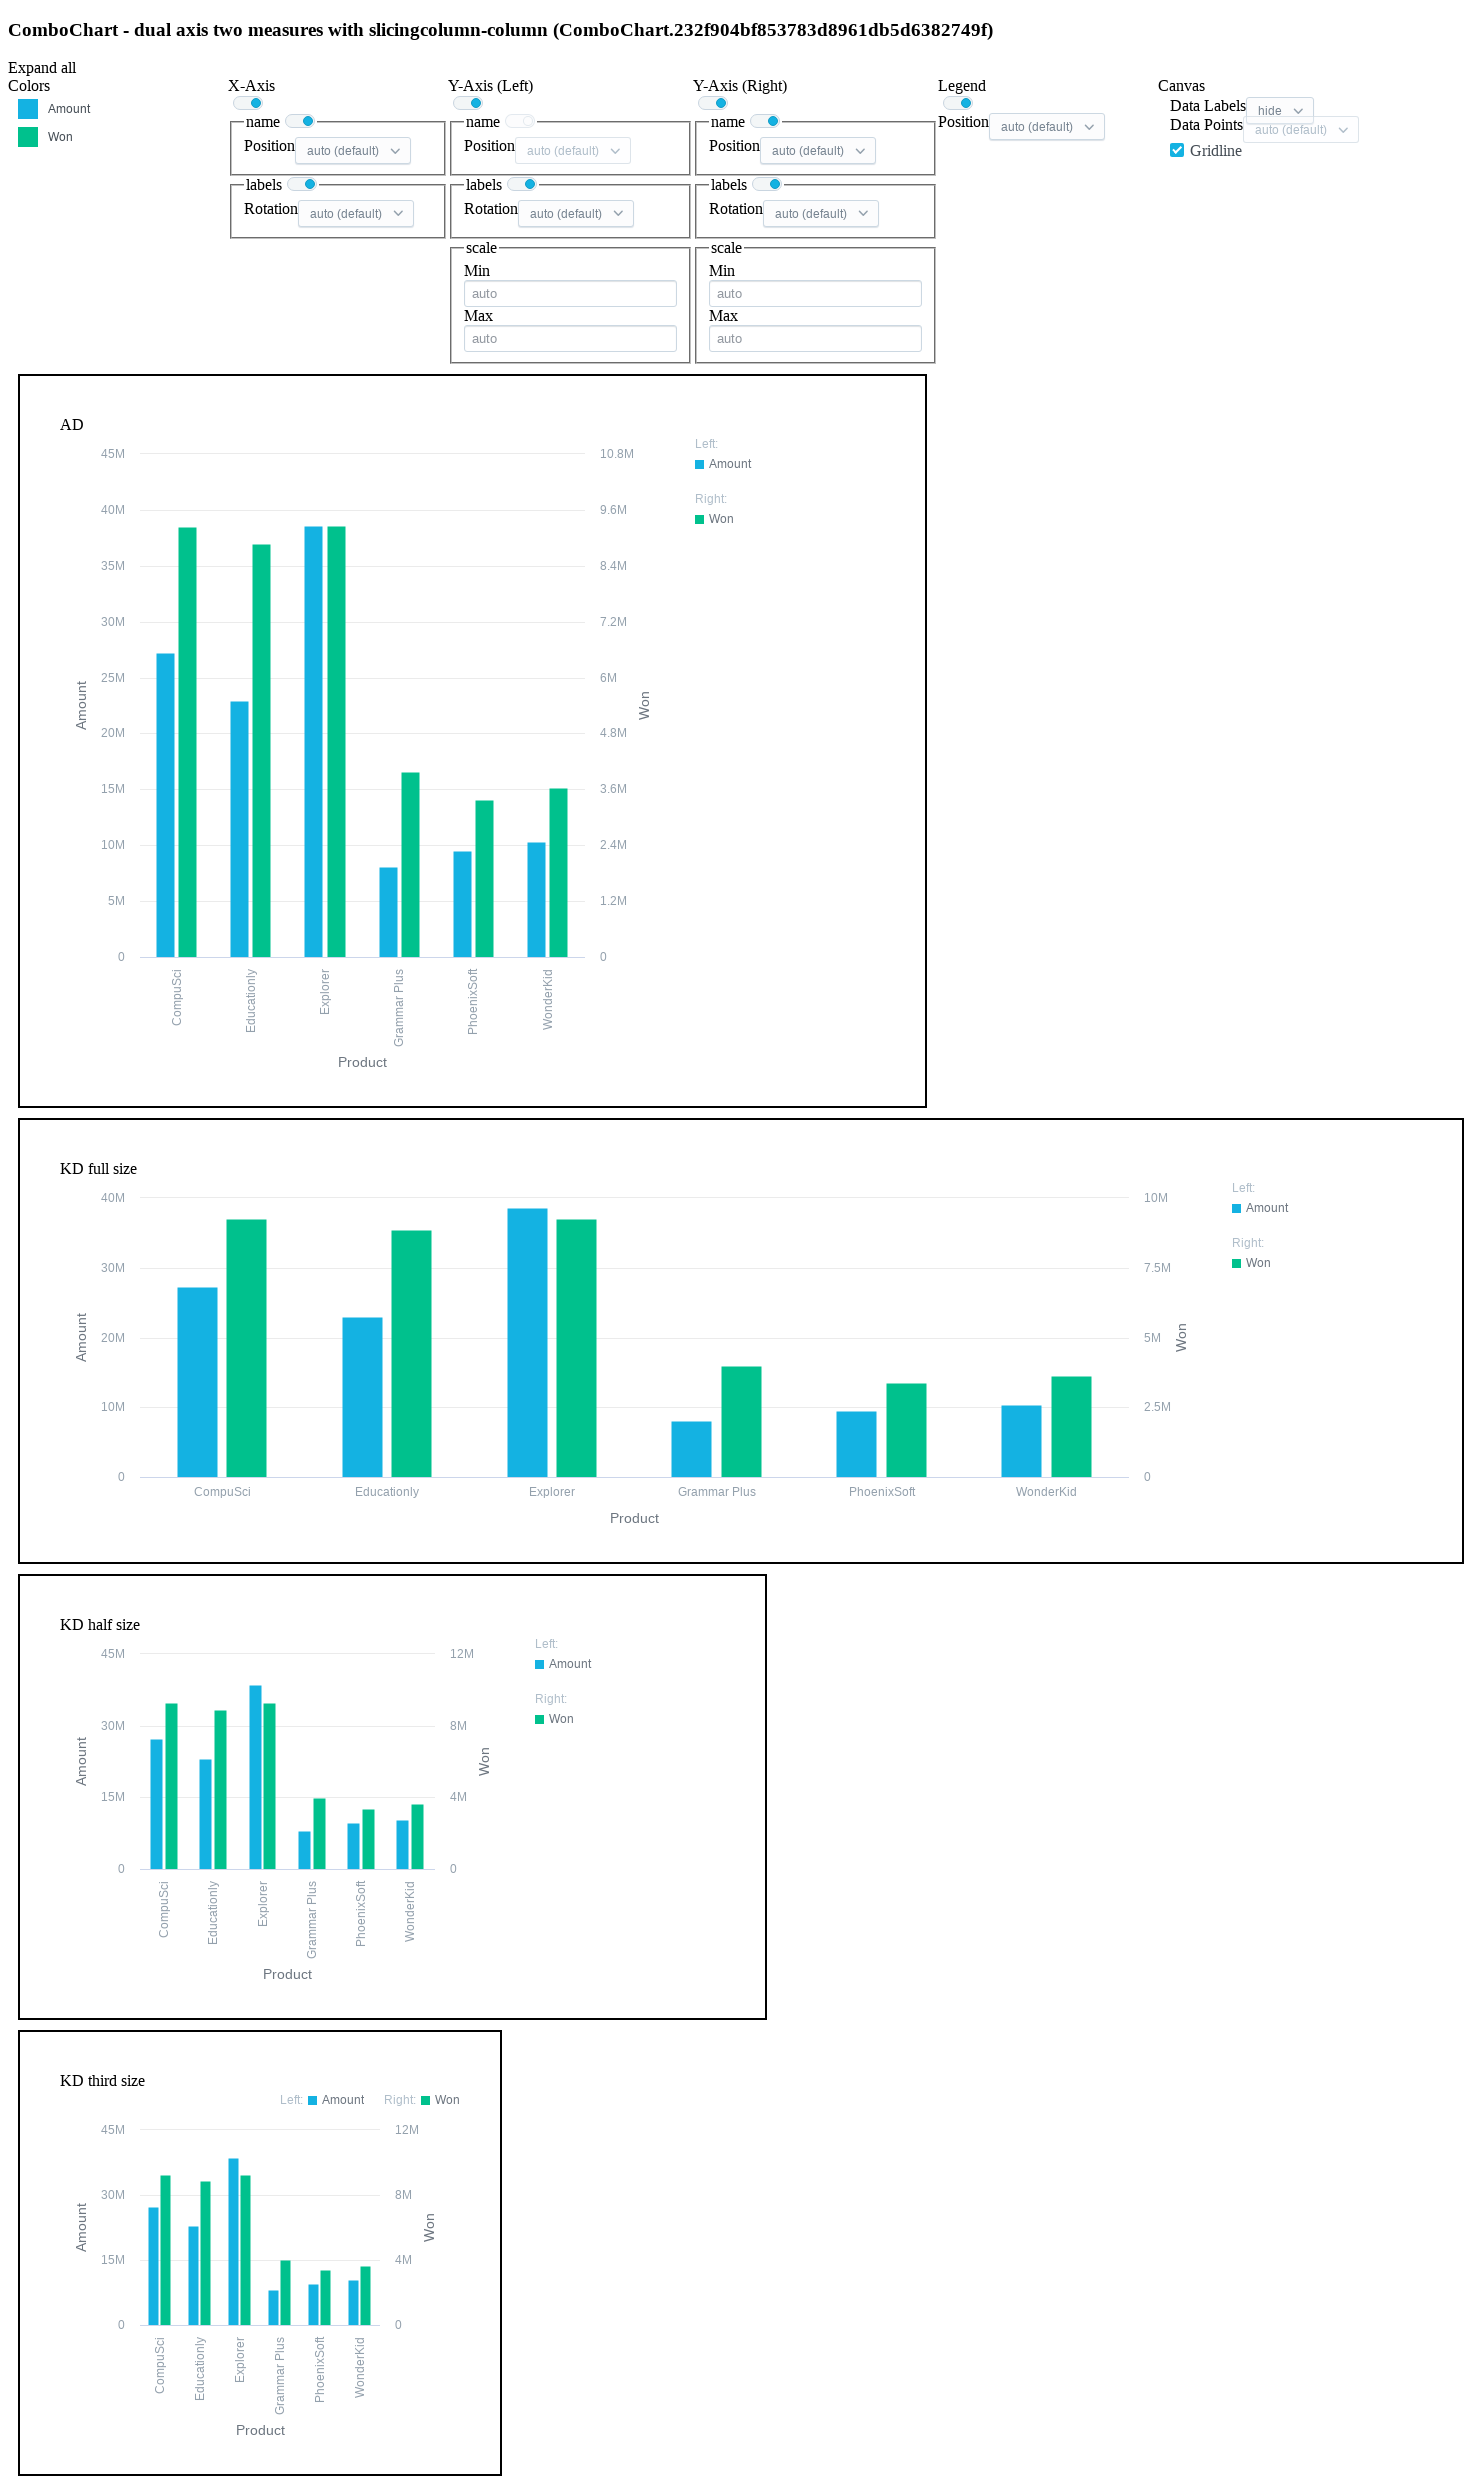 ComboChart - dual axis two measures with slicingcolumn-column (ComboChart.232f904bf853783d8961db5d6382749f)
Expand all
Colors
Amount
Won
X-Axis
name
Position auto (default)
labels
Rotation auto (default)
Y-Axis (Left)
name
Position auto (default)
labels
Rotation auto (default)
scale
Min
auto
Max
auto
Y-Axis (Right)
name
Position auto (default)
labels
Rotation auto (default)
scale
Min
auto
Max
auto
Legend
Position auto (default)
Canvas
Data Labels hide
Data Points auto (default)
Gridline
AD
45M
40M
35M
30M
25M
20M
15M
10M
5M
0
Amount
10.8M
9.6M
8.4M
7.2M
6M
4.8M
3.6M
2.4M
1.2M
0
Won
CompuSci
Educationly
Explorer
Grammar Plus
PhoenixSoft
WonderKid
Product
Left:
Amount
Right:
Won
KD full size
40M
30M
20M
10M
0
Amount
10M
7.5M
5M
2.5M
0
Won
CompuSci
Educationly
Explorer
Grammar Plus
PhoenixSoft
WonderKid
Product
Left:
Amount
Right:
Won
KD half size
45M
30M
15M
0
Amount
12M
8M
4M
0
Won
CompuSci
Educationly
Explorer
Grammar Plus
PhoenixSoft
WonderKid
Product
Left:
Amount
Right:
Won
KD third size
Left: Amount Right: Won
45M
30M
15M
0
Amount
12M
8M
4M
0
Won
CompuSci
Educationly
Explorer
Grammar Plus
PhoenixSoft
WonderKid
Product